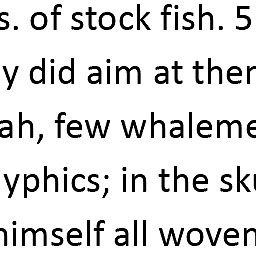 s. of stock fish. 5
y did aim at ther
ah, few whaleme
yphics; in the sku
himself all woven